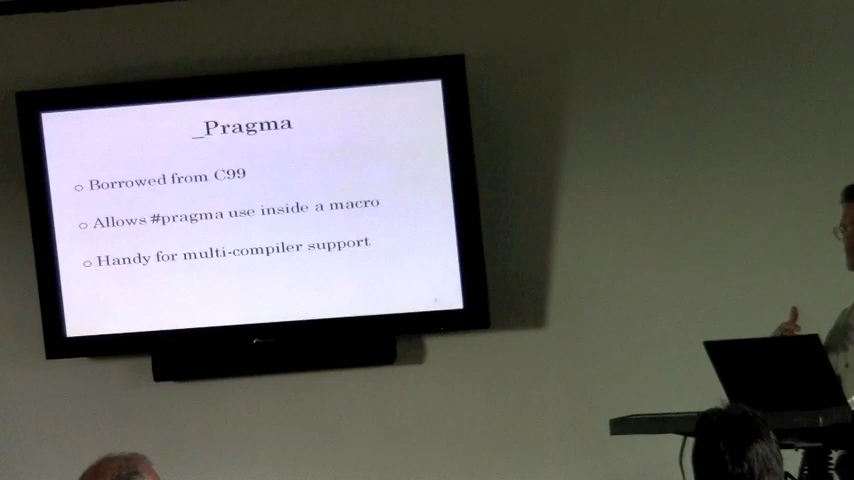 _Pragma
Borrowed from C99
Allows #pragma use inside a macro
Handy for multi-compiler support